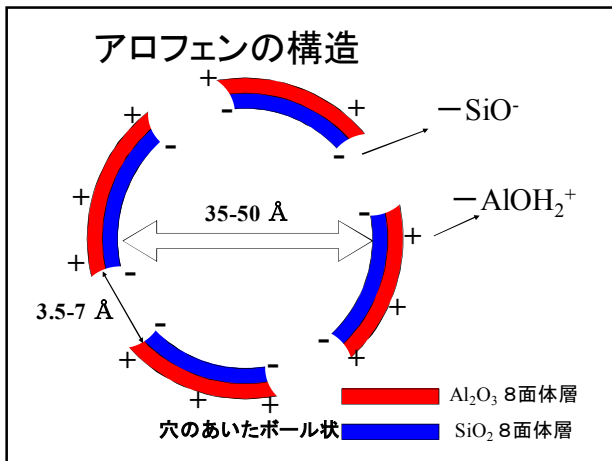 アロフェンの構造
－SiO⁻
－AlOH₂⁺
35-50 Å
3.5-7 Å
穴のあいたボール状
Al₂O₃ 8面体層
SiO₂ 8面体層